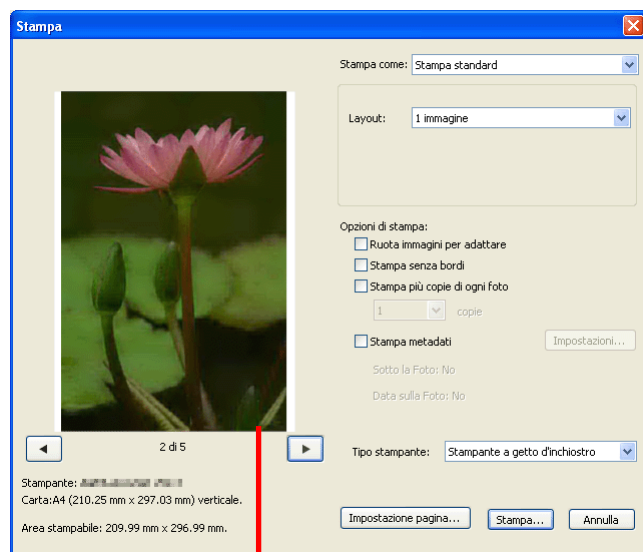 Stampa
Stampa come: Stampa standard
Layout: 1 immagine
Opzioni di stampa:
Ruota immagini per adattare
Stampa senza bordi
Stampa più copie di ogni foto
1 copie
Stampa metadati Impostazioni...
Sotto la Foto: No
Data sulla Foto: No
2 di 5
Tipo stampante: Stampante a getto d'inchiostro
Stampante:
Carta:A4 (210.25 mm x 297.03 mm) verticale.
Area stampabile: 209.99 mm x 296.99 mm.
Impostazione pagina... Stampa... Annulla